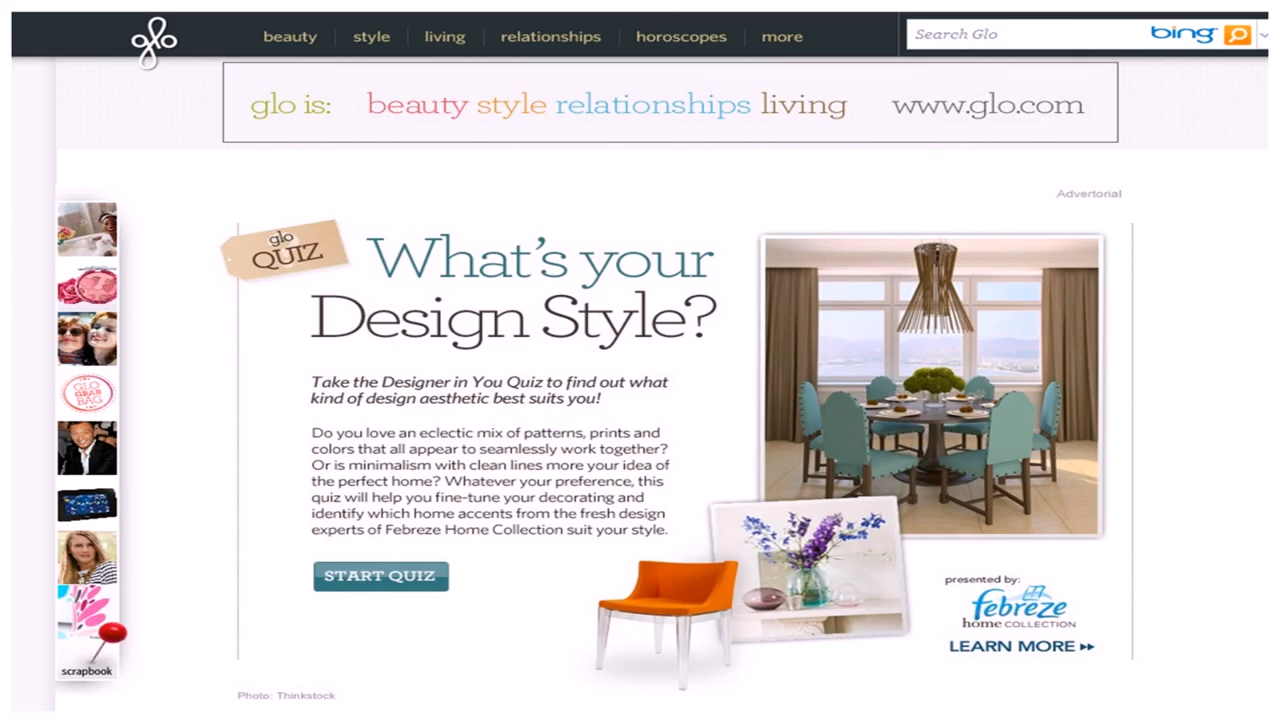 glo
beauty
style
living
relationships
horoscopes
more
Search Glo
bing
glo is: beauty style relationships living www.glo.com
Advertorial
glo
QUIZ
What's your
Design Style?
Take the Designer in You Quiz to find out what
kind of design aesthetic best suits you!
Do you love an eclectic mix of patterns, prints and
colors that all appear to seamlessly work together?
Or is minimalism with clean lines more your idea of
the perfect home? Whatever your preference, this
quiz will help you fine-tune your decorating and
identify which home accents from the fresh design
experts of Febreze Home Collection suit your style.
START QUIZ
GLO
GRAB
BAG
scrapbook
presented by:
febreze
home COLLECTION
LEARN MORE
Photo: Thinkstock